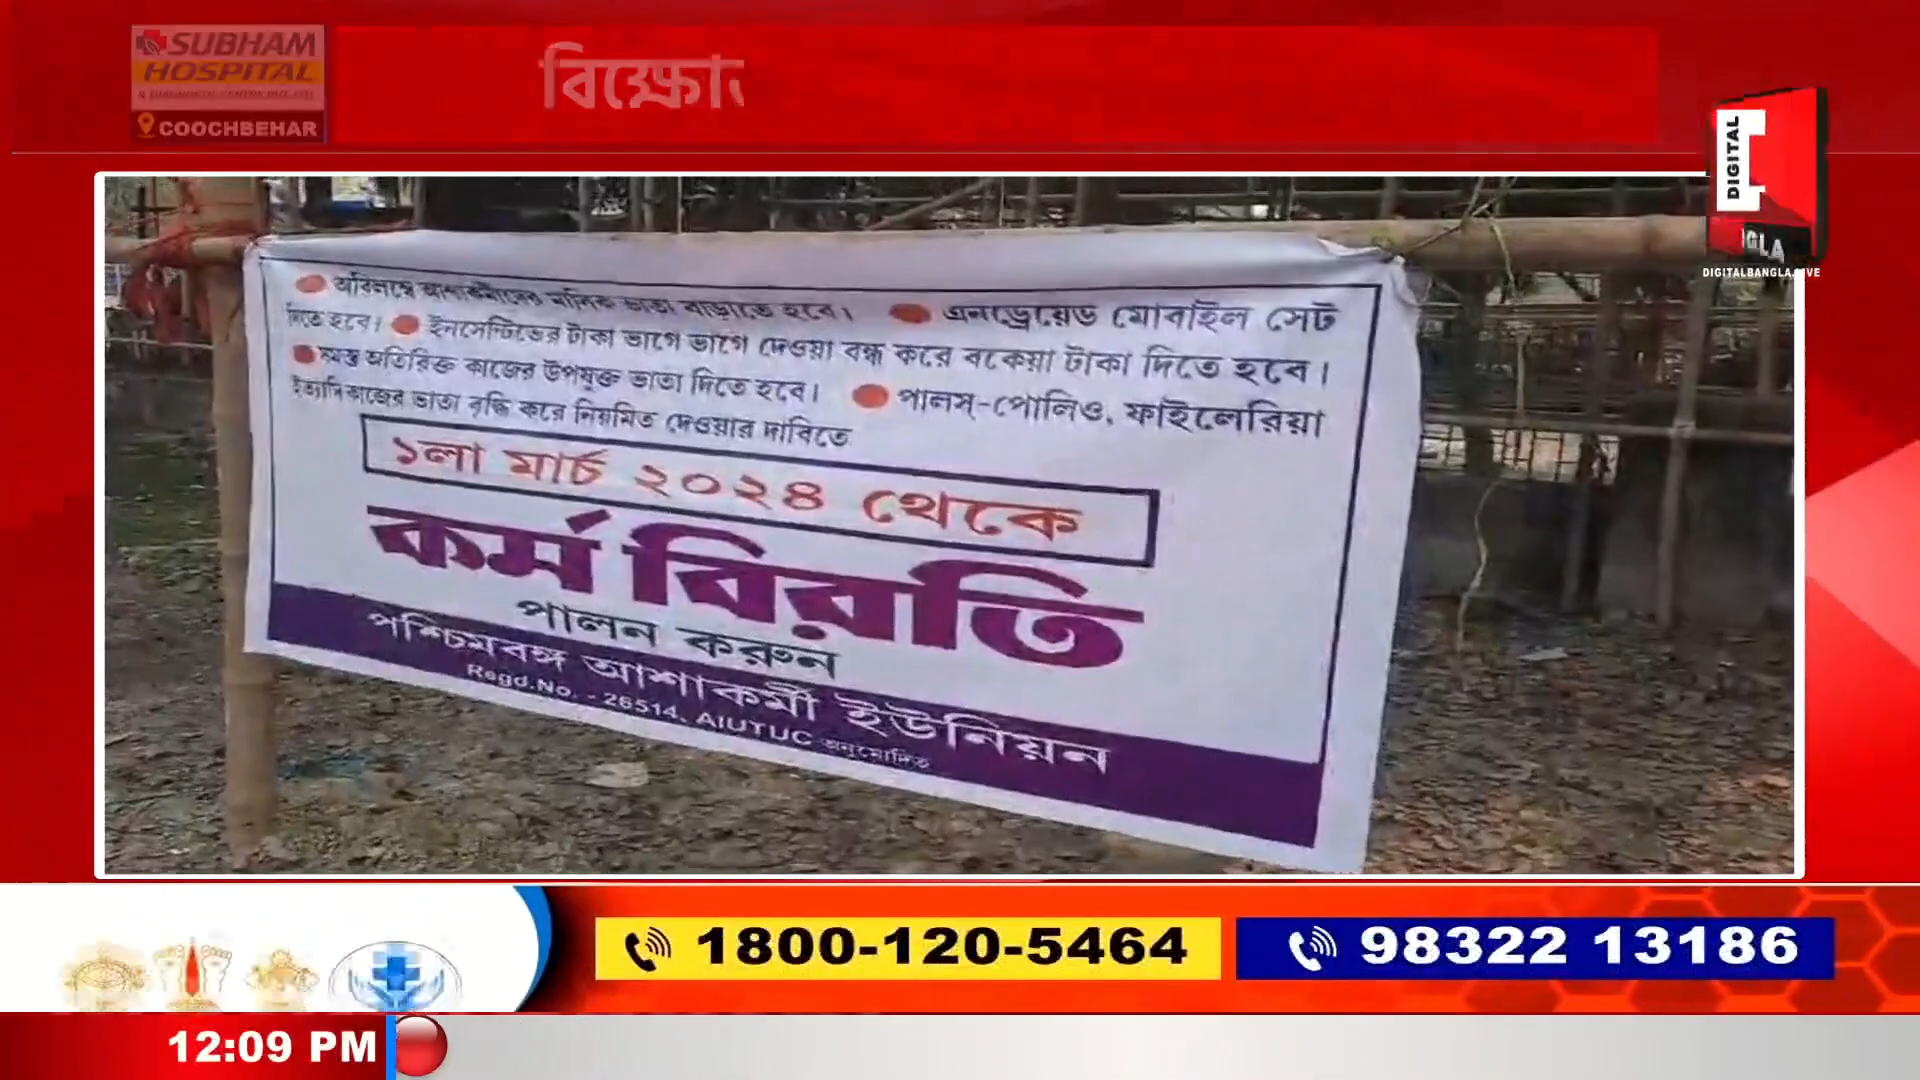 SUBHAM
HOSPITAL
COOCHBEHAR
DIGITAL
DIGITALBANGLA.LIVE
অবিলম্বে আশাকর্মীদের মাসিক ভাতা বাড়াতে হবে। এনড্রয়েড মোবাইল সেট
দিতে হবে। ইনসেন্টিভের টাকা ভাগে ভাগে দেওয়া বন্ধ করে বকেয়া টাকা দিতে হবে।
সমস্ত অতিরিক্ত কাজের উপযুক্ত ভাতা দিতে হবে। পালস্-পোলিও, ফাইলেরিয়া
ইত্যাদি কাজের ভাতা বৃদ্ধি করে নিয়মিত দেওয়ার দাবিতে
১লা মার্চ ২০২৪ থেকে
কর্ম বিরতি
পালন করুন
পশ্চিমবঙ্গ আশাকর্মী ইউনিয়ন
Regd.No. - 26514, AIUTUC অনুমোদিত
1800-120-5464
98322 13186
12:09 PM